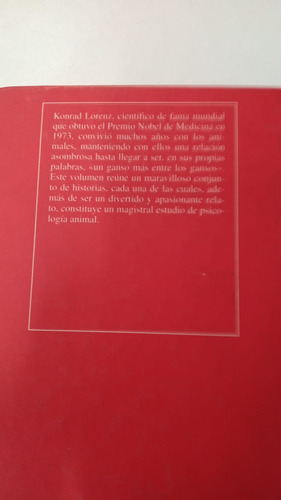 Konrad Lorenz, científico de fama mundial
que obtuvo el Premio Nobel de Medicina en
1973, convivió muchos años con los ani-
males, manteniendo con ellos una relación
asombrosa hasta llegar a ser, en sus propias
palabras, «un ganso más entre los gansos».
Este volumen reúne un maravilloso conjun-
to de historias, cada una de las cuales, ade-
más de ser un divertido y apasionante rela-
to, constituye un magistral estudio de psico-
logía animal.